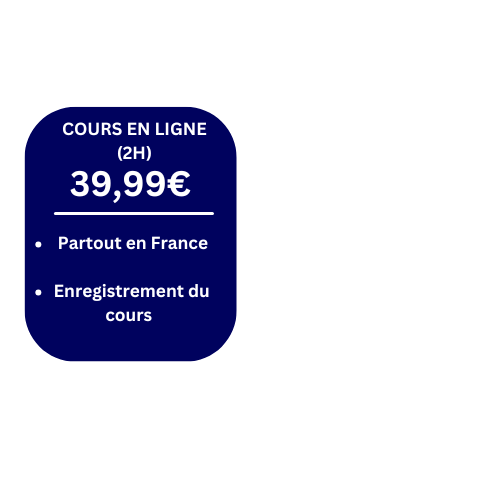 COURS EN LIGNE
(2H)
39,99€
• Partout en France
• Enregistrement du
cours